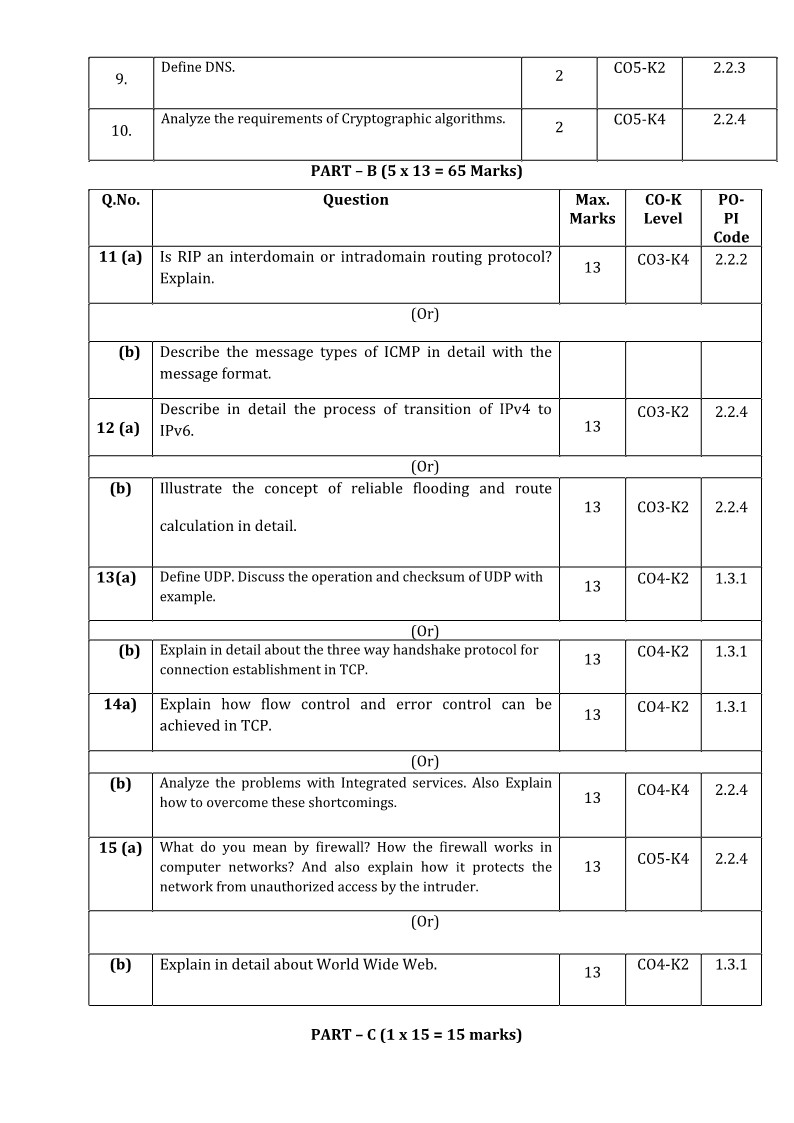 9. Define DNS. 2 CO5-K2 2.2.3
10. Analyze the requirements of Cryptographic algorithms. 2 CO5-K4 2.2.4
PART – B (5 x 13 = 65 Marks)
Q.No. Question Max. CO-K PO-
Marks Level PI
Code
11 (a) Is RIP an interdomain or intradomain routing protocol? 13 CO3-K4 2.2.2
Explain.
(Or)
(b) Describe the message types of ICMP in detail with the
message format.
12 (a) Describe in detail the process of transition of IPv4 to 13 CO3-K2 2.2.4
IPv6.
(Or)
(b) Illustrate the concept of reliable flooding and route 13 CO3-K2 2.2.4
calculation in detail.
13(a) Define UDP. Discuss the operation and checksum of UDP with 13 CO4-K2 1.3.1
example.
(Or)
(b) Explain in detail about the three way handshake protocol for 13 CO4-K2 1.3.1
connection establishment in TCP.
14a) Explain how flow control and error control can be 13 CO4-K2 1.3.1
achieved in TCP.
(Or)
(b) Analyze the problems with Integrated services. Also Explain 13 CO4-K4 2.2.4
how to overcome these shortcomings.
15 (a) What do you mean by firewall? How the firewall works in 13 CO5-K4 2.2.4
computer networks? And also explain how it protects the
network from unauthorized access by the intruder.
(Or)
(b) Explain in detail about World Wide Web. 13 CO4-K2 1.3.1
PART – C (1 x 15 = 15 marks)